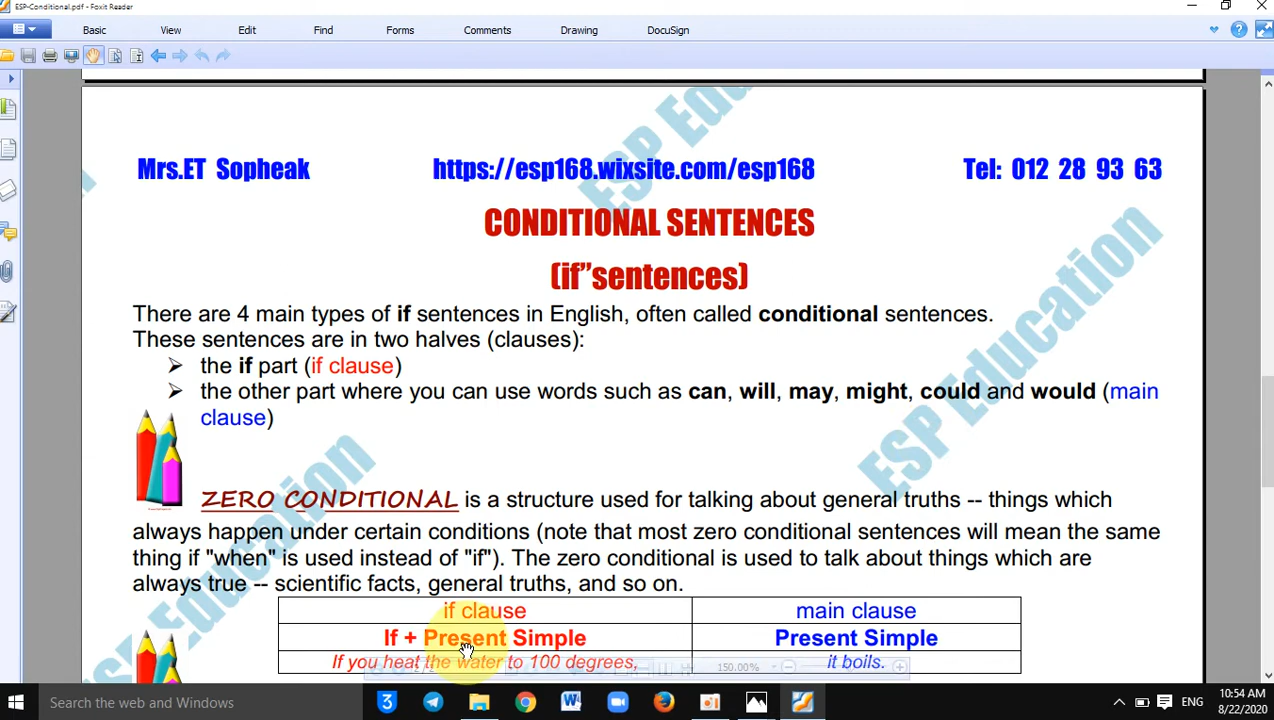 ESP-Conditional.pdf - Foxit Reader
Basic View Edit Find Forms Comments Drawing DocuSign
Mrs.ET Sopheak https://esp168.wixsite.com/esp168 Tel: 012 28 93 63
CONDITIONAL SENTENCES
(if”sentences)
There are 4 main types of if sentences in English, often called conditional sentences.
These sentences are in two halves (clauses):
➢ the if part (if clause)
➢ the other part where you can use words such as can, will, may, might, could and would (main
clause)
ZERO CONDITIONAL is a structure used for talking about general truths -- things which
always happen under certain conditions (note that most zero conditional sentences will mean the same
thing if "when" is used instead of "if"). The zero conditional is used to talk about things which are
always true -- scientific facts, general truths, and so on.
if clause main clause
If + Present Simple Present Simple
If you heat the water to 100 degrees, it boils.
150.00%
ESP Education
ESP Education
Search the web and Windows
ENG
10:54 AM
8/22/2020